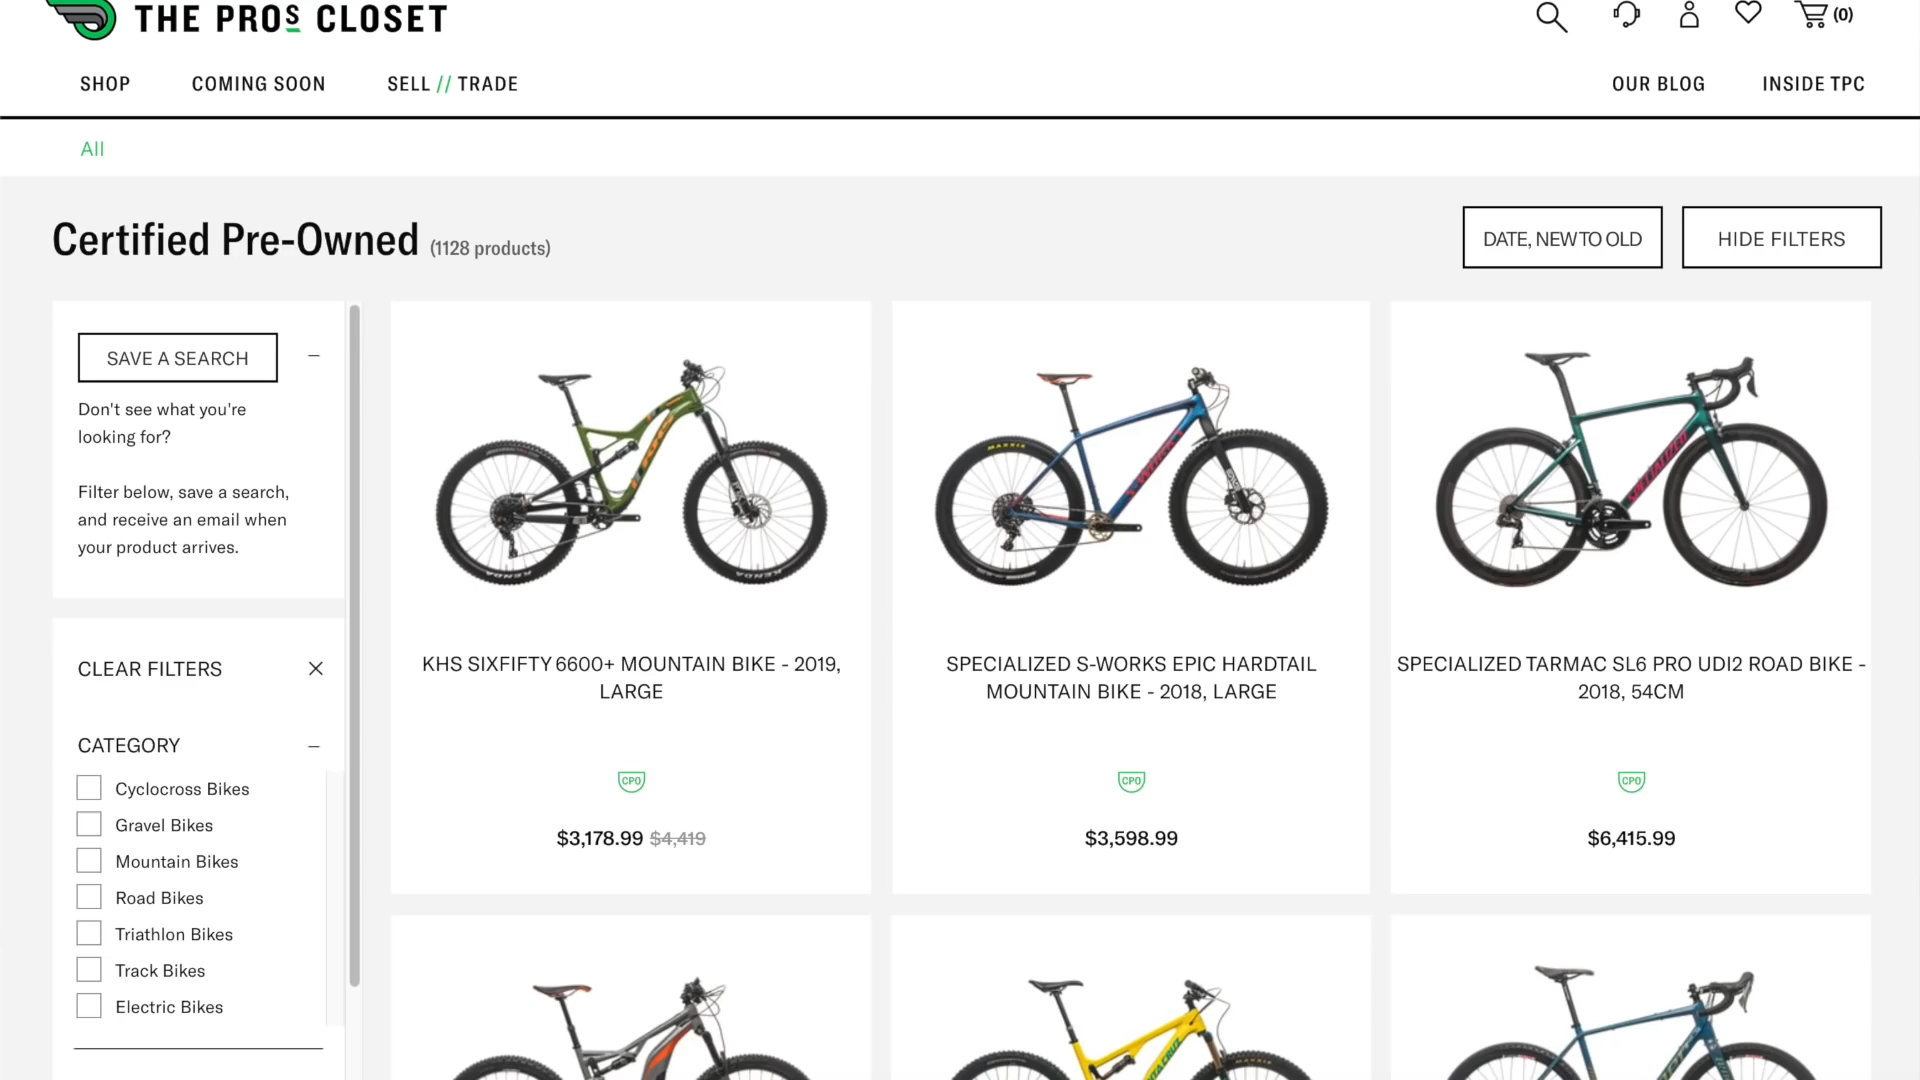 THE PROS CLOSET
(0)
SHOP
COMING SOON
SELL // TRADE
OUR BLOG
INSIDE TPC
All
Certified Pre-Owned (1128 products)
DATE, NEW TO OLD
HIDE FILTERS
SAVE A SEARCH
Don't see what you're
looking for?
Filter below, save a search,
and receive an email when
your product arrives.
CLEAR FILTERS
CATEGORY
Cyclocross Bikes
Gravel Bikes
Mountain Bikes
Road Bikes
Triathlon Bikes
Track Bikes
Electric Bikes
KHS
KENDA
KENDA
KHS SIXFIFTY 6600+ MOUNTAIN BIKE - 2019,
LARGE
CPO
$3,178.99 $4,419
MAXXIS
SPECIALIZED S-WORKS EPIC HARDTAIL
MOUNTAIN BIKE - 2018, LARGE
CPO
$3,598.99
SPECIALIZED
SPECIALIZED TARMAC SL6 PRO UDI2 ROAD BIKE -
2018, 54CM
CPO
$6,415.99